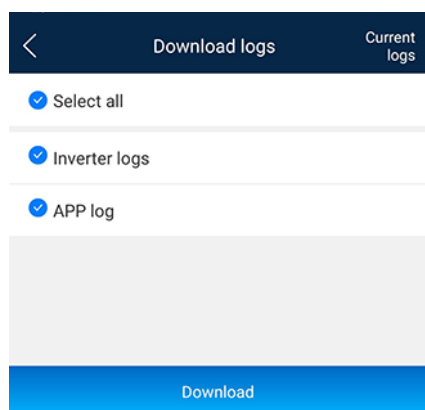 Download logs
Current
logs
Select all
Inverter logs
APP log
Download